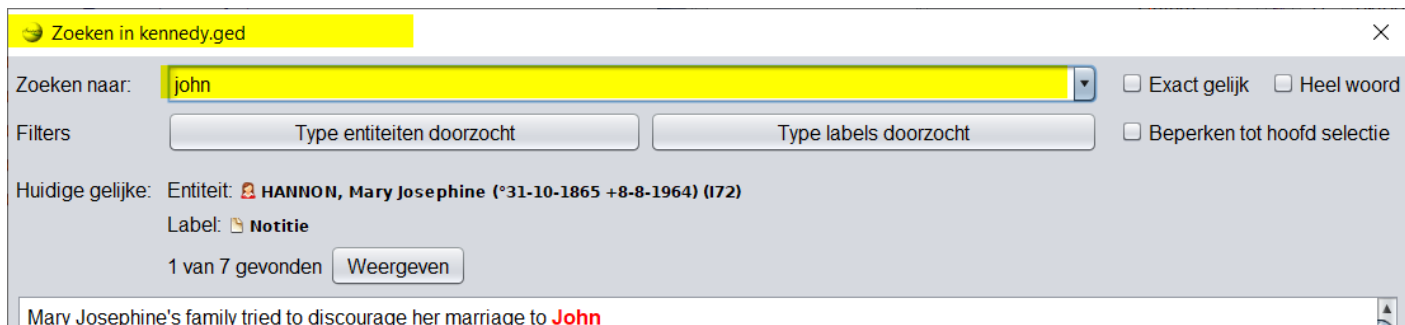 Zoeken in kennedy.ged
Zoeken naar: john Exact gelijk Heel woord
Filters Type entiteiten doorzocht Type labels doorzocht Beperken tot hoofd selectie
Huidige gelijke: Entiteit: HANNON, Mary Josephine (°31-10-1865 +8-8-1964) (I72)
Label: Notitie
1 van 7 gevonden Weergeven
Mary Josephine's family tried to discourage her marriage to John